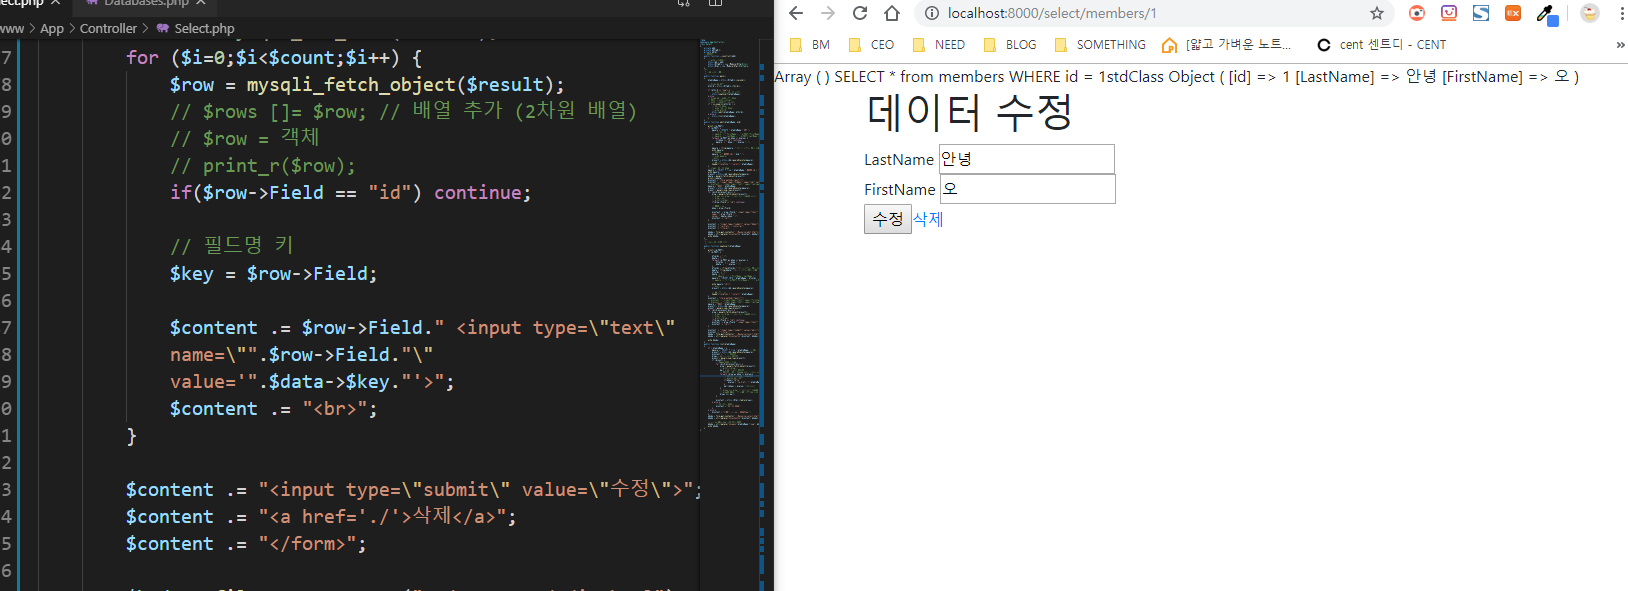 ect.php × Databases.php ×
www > App > Controller > Select.php
7 for ($i=0;$i<$count;$i++) {
8 $row = mysqli_fetch_object($result);
9 // $rows []= $row; // 배열 추가 (2차원 배열)
0 // $row = 객체
1 // print_r($row);
2 if($row->Field == "id") continue;
3
4 // 필드명 키
5 $key = $row->Field;
6
7 $content .= $row->Field." <input type=\"text\"
8 name=\"".$row->Field."\"
9 value='".$data->$key."'>";
0 $content .= "<br>";
1 }
2
3 $content .= "<input type=\"submit\" value=\"수정\">";
4 $content .= "<a href='./'>삭제</a>";
5 $content .= "</form>";
6
localhost:8000/select/members/1
BM CEO NEED BLOG SOMETHING [얇고 가벼운 노트... cent 센트디 - CENT »
Array ( ) SELECT * from members WHERE id = 1stdClass Object ( [id] => 1 [LastName] => 안녕 [FirstName] => 오 )
데이터 수정
LastName 안녕
FirstName 오
수정 삭제